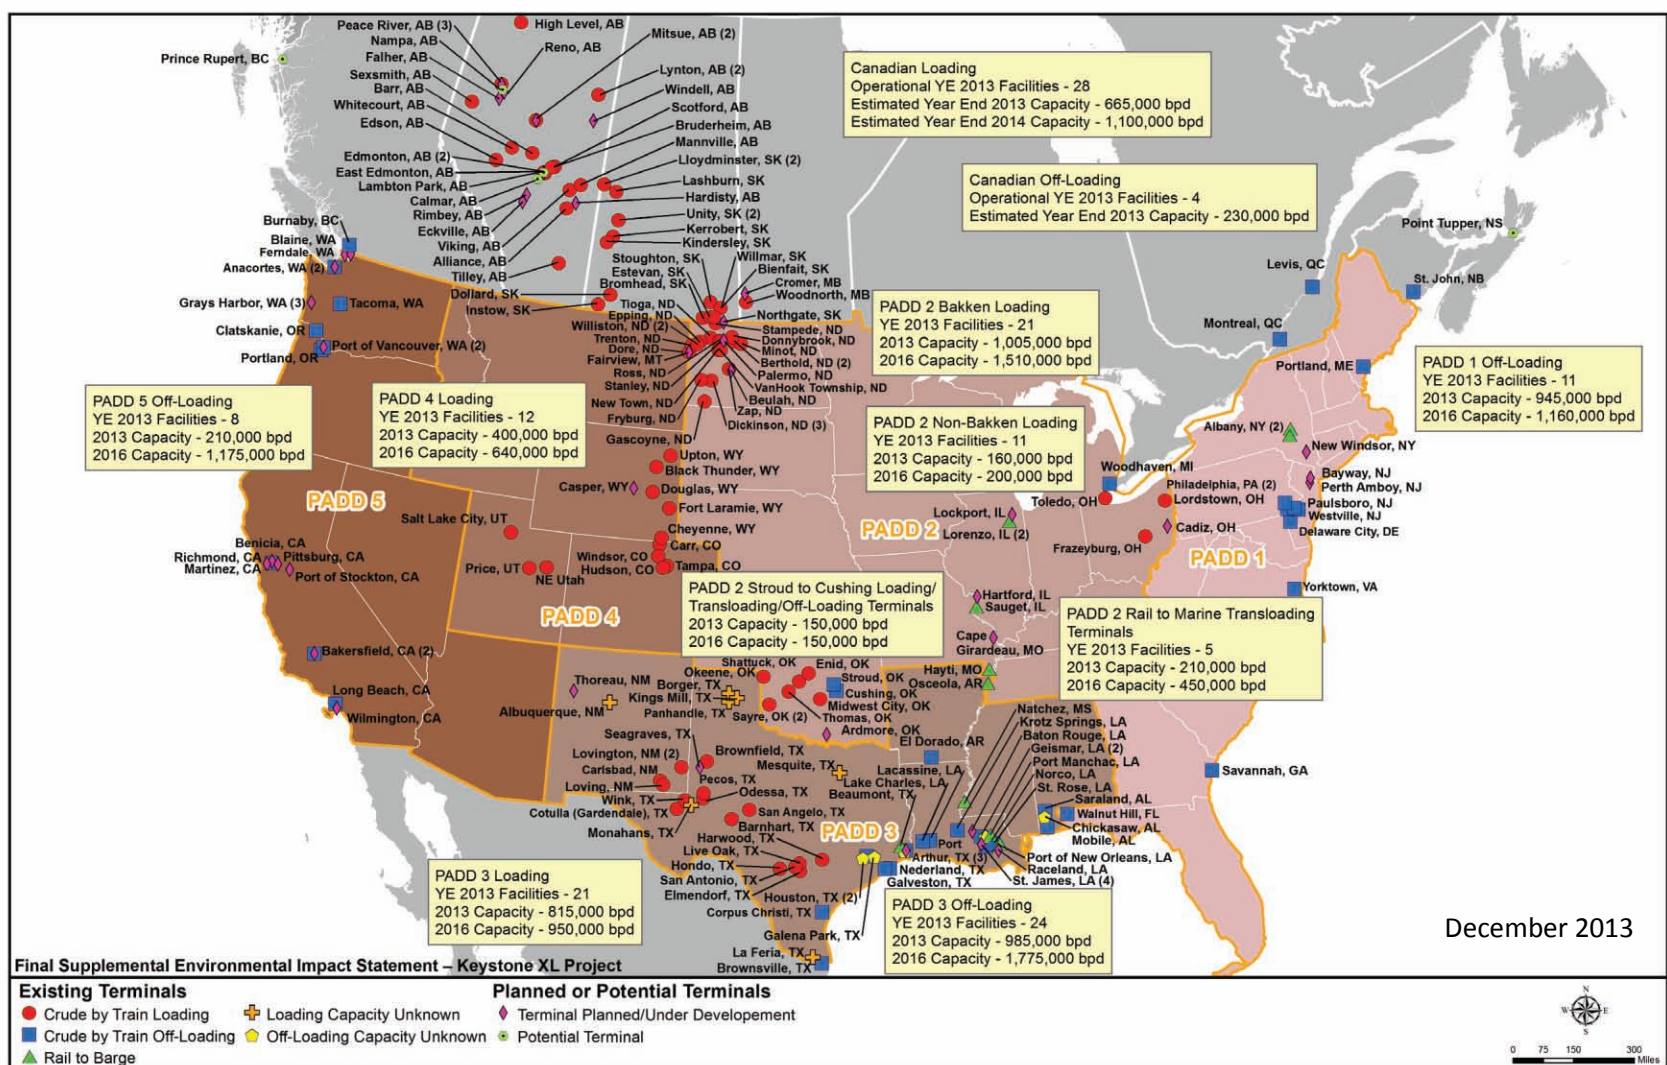 Peace River, AB (3)
High Level, AB
Nampa, AB
Reno, AB
Mitsue, AB (2)
Falher, AB
Prince Rupert, BC
Sexsmith, AB
Lynton, AB (2)
Barr, AB
Windell, AB
Whitecourt, AB
Scotford, AB
Edson, AB
Bruderheim, AB
Mannville, AB
Edmonton, AB (2)
Lloydminster, SK (2)
East Edmonton, AB
Lambton Park, AB
Lashburn, SK
Calmar, AB
Hardisty, AB
Rimbey, AB
Unity, SK (2)
Eckville, AB
Kerrobert, SK
Viking, AB
Kindersley, SK
Alliance, AB
Tilley, AB
Canadian Loading
Operational YE 2013 Facilities - 28
Estimated Year End 2013 Capacity - 665,000 bpd
Estimated Year End 2014 Capacity - 1,100,000 bpd
Canadian Off-Loading
Operational YE 2013 Facilities - 4
Estimated Year End 2013 Capacity - 230,000 bpd
Point Tupper, NS
Levis, QC
St. John, NB
Montreal, QC
Portland, ME
Burnaby, BC
Blaine, WA
Ferndale, WA
Anacortes, WA (2)
Grays Harbor, WA (3)
Tacoma, WA
Clatskanie, OR
Port of Vancouver, WA (2)
Portland, OR
Stoughton, SK
Willmar, SK
Estevan, SK
Bienfait, SK
Bromhead, SK
Cromer, MB
Dollard, SK
Woodnorth, MB
Instow, SK
Tioga, ND
Northgate, SK
Epping, ND
Stampede, ND
Williston, ND (2)
Donnybrook, ND
Trenton, ND
Minot, ND
Dore, ND
Berthold, ND (2)
Fairview, MT
Palermo, ND
Ross, ND
VanHook Township, ND
Stanley, ND
Beulah, ND
New Town, ND
Zap, ND
Fryburg, ND
Dickinson, ND (3)
Gascoyne, ND
PADD 2 Bakken Loading
YE 2013 Facilities - 21
2013 Capacity - 1,005,000 bpd
2016 Capacity - 1,510,000 bpd
PADD 1 Off-Loading
YE 2013 Facilities - 11
2013 Capacity - 945,000 bpd
2016 Capacity - 1,160,000 bpd
PADD 5 Off-Loading
YE 2013 Facilities - 8
2013 Capacity - 210,000 bpd
2016 Capacity - 1,175,000 bpd
PADD 4 Loading
YE 2013 Facilities - 12
2013 Capacity - 400,000 bpd
2016 Capacity - 640,000 bpd
PADD 2 Non-Bakken Loading
YE 2013 Facilities - 11
2013 Capacity - 160,000 bpd
2016 Capacity - 200,000 bpd
Albany, NY (2)
New Windsor, NY
Bayway, NJ
Perth Amboy, NJ
Woodhaven, MI
Philadelphia, PA (2)
Toledo, OH
Lordstown, OH
Paulsboro, NJ
Westville, NJ
Delaware City, DE
Cadiz, OH
Frazeyburg, OH
PADD 1
Yorktown, VA
Upton, WY
Black Thunder, WY
Casper, WY
Douglas, WY
Fort Laramie, WY
Cheyenne, WY
Carr, CO
Windsor, CO
Hudson, CO
Tampa, CO
PADD 5
PADD 2
Lockport, IL
Lorenzo, IL (2)
Salt Lake City, UT
Price, UT
NE Utah
Benicia, CA
Richmond, CA
Pittsburg, CA
Martinez, CA
Port of Stockton, CA
PADD 4
PADD 2 Stroud to Cushing Loading/
Transloading/Off-Loading Terminals
2013 Capacity - 150,000 bpd
2016 Capacity - 150,000 bpd
Hartford, IL
Sauget, IL
Cape
Girardeau, MO
PADD 2 Rail to Marine Transloading
Terminals
YE 2013 Facilities - 5
2013 Capacity - 210,000 bpd
2016 Capacity - 450,000 bpd
Bakersfield, CA (2)
Long Beach, CA
Wilmington, CA
Thoreau, NM
Albuquerque, NM
Shattuck, OK
Enid, OK
Okeene, OK
Stroud, OK
Borger, TX
Cushing, OK
Kings Mill, TX
Midwest City, OK
Panhandle, TX
Sayre, OK (2)
Thomas, OK
Ardmore, OK
Hayti, MO
Osceola, AR
Natchez, MS
Krotz Springs, LA
Baton Rouge, LA
Geismar, LA (2)
Port Manchac, LA
Norco, LA
St. Rose, LA
Saraland, AL
Walnut Hill, FL
Chickasaw, AL
Mobile, AL
Savannah, GA
Seagraves, TX
Lovington, NM (2)
Brownfield, TX
El Dorado, AR
Mesquite, TX
Carlsbad, NM
Pecos, TX
Lacassine, LA
Lake Charles, LA
Loving, NM
Odessa, TX
Beaumont, TX
Wink, TX
Cotulla (Gardendale), TX
San Angelo, TX
Monahans, TX
Barnhart, TX
PADD 3
Harwood, TX
Live Oak, TX
Hondo, TX
San Antonio, TX
Elmendorf, TX
Port
Arthur, TX (3)
Nederland, TX
Galveston, TX
Port of New Orleans, LA
Raceland, LA
St. James, LA (4)
Houston, TX (2)
Corpus Christi, TX
Galena Park, TX
La Feria, TX
Brownsville, TX
PADD 3 Loading
YE 2013 Facilities - 21
2013 Capacity - 815,000 bpd
2016 Capacity - 950,000 bpd
PADD 3 Off-Loading
YE 2013 Facilities - 24
2013 Capacity - 985,000 bpd
2016 Capacity - 1,775,000 bpd
December 2013
Final Supplemental Environmental Impact Statement – Keystone XL Project
Existing Terminals
Crude by Train Loading
Crude by Train Off-Loading
Rail to Barge
Loading Capacity Unknown
Off-Loading Capacity Unknown
Planned or Potential Terminals
Terminal Planned/Under Developement
Potential Terminal
N
W
E
S
0 75 150 300
Miles